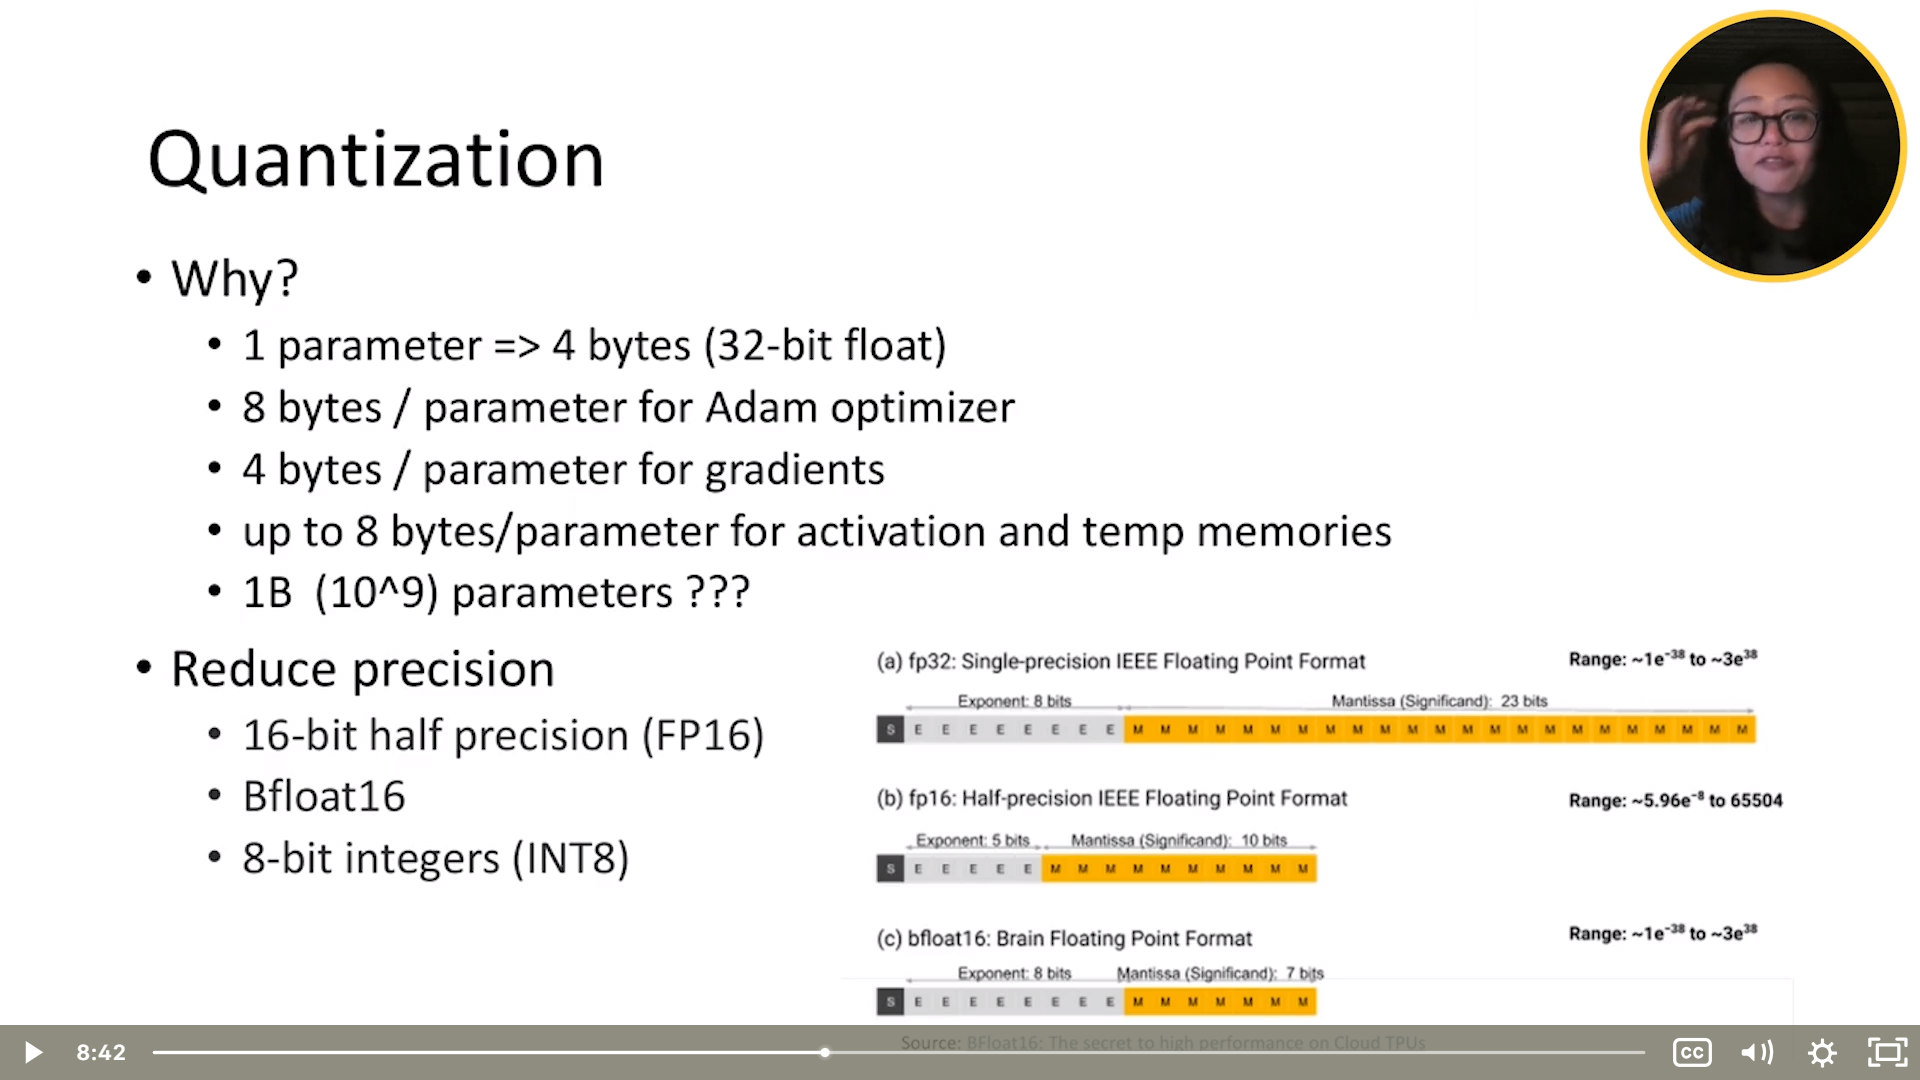 Quantization
• Why?
• 1 parameter => 4 bytes (32-bit float)
• 8 bytes / parameter for Adam optimizer
• 4 bytes / parameter for gradients
• up to 8 bytes/parameter for activation and temp memories
• 1B (10^9) parameters ???
• Reduce precision
• 16-bit half precision (FP16)
• Bfloat16
• 8-bit integers (INT8)
(a) fp32: Single-precision IEEE Floating Point Format Range: ~1e⁻³⁸ to ~3e³⁸
Exponent: 8 bits Mantissa (Significand): 23 bits
S E E E E E E E E M M M M M M M M M M M M M M M M M M M M M M M
(b) fp16: Half-precision IEEE Floating Point Format Range: ~5.96e⁻⁸ to 65504
Exponent: 5 bits Mantissa (Significand): 10 bits
S E E E E E M M M M M M M M M M
(c) bfloat16: Brain Floating Point Format Range: ~1e⁻³⁸ to ~3e³⁸
Exponent: 8 bits Mantissa (Significand): 7 bits
S E E E E E E E E M M M M M M M
Source: BFloat16: The secret to high performance on Cloud TPUs
8:42 CC